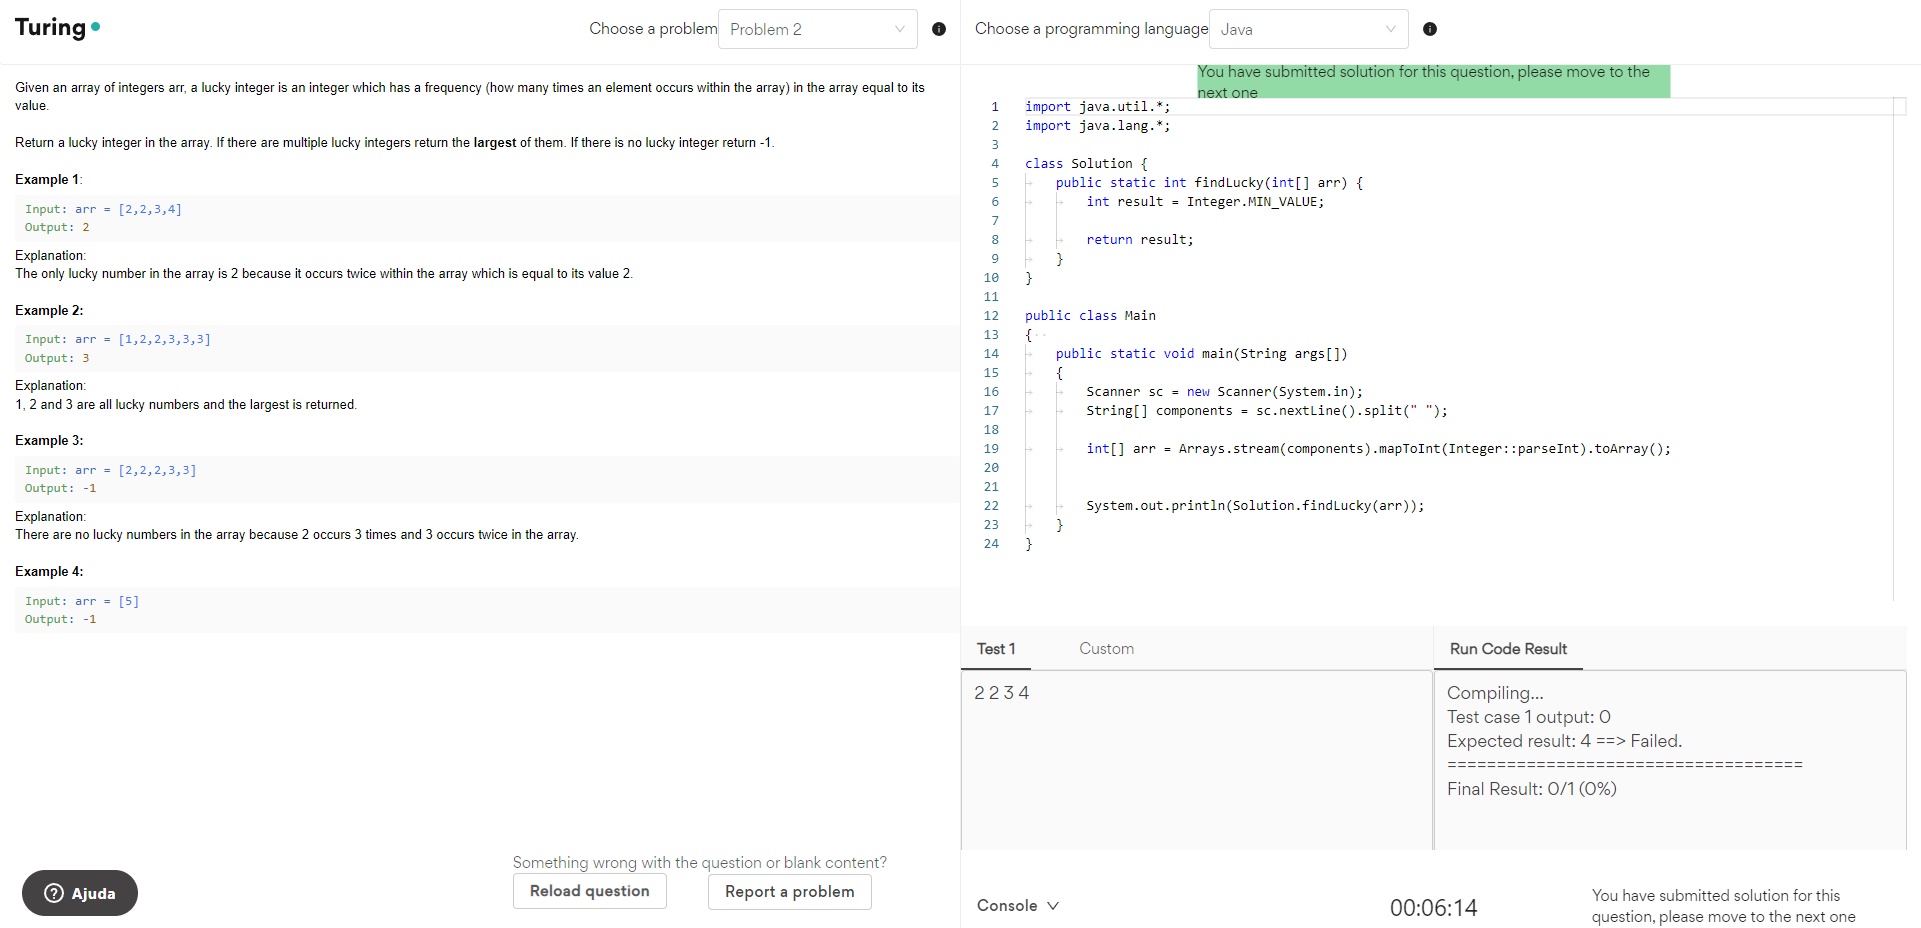 Turing
Choose a problem
Problem 2
Choose a programming language
Java
Given an array of integers arr, a lucky integer is an integer which has a frequency (how many times an element occurs within the array) in the array equal to its
value.
Return a lucky integer in the array. If there are multiple lucky integers return the largest of them. If there is no lucky integer return -1.
Example 1:
Input: arr = [2,2,3,4]
Output: 2
Explanation:
The only lucky number in the array is 2 because it occurs twice within the array which is equal to its value 2.
Example 2:
Input: arr = [1,2,2,3,3,3]
Output: 3
Explanation:
1, 2 and 3 are all lucky numbers and the largest is returned.
Example 3:
Input: arr = [2,2,2,3,3]
Output: -1
Explanation:
There are no lucky numbers in the array because 2 occurs 3 times and 3 occurs twice in the array.
Example 4:
Input: arr = [5]
Output: -1
Something wrong with the question or blank content?
Reload question
Report a problem
Ajuda
You have submitted solution for this question, please move to the
next one
1 import java.util.*;
2 import java.lang.*;
3
4 class Solution {
5 public static int findLucky(int[] arr) {
6 int result = Integer.MIN_VALUE;
7
8 return result;
9 }
10 }
11
12 public class Main
13 {
14 public static void main(String args[])
15 {
16 Scanner sc = new Scanner(System.in);
17 String[] components = sc.nextLine().split(" ");
18
19 int[] arr = Arrays.stream(components).mapToInt(Integer::parseInt).toArray();
20
21
22 System.out.println(Solution.findLucky(arr));
23 }
24 }
Test 1
Custom
2 2 3 4
Run Code Result
Compiling...
Test case 1 output: 0
Expected result: 4 ==> Failed.
=====================================
Final Result: 0/1 (0%)
Console
00:06:14
You have submitted solution for this
question, please move to the next one